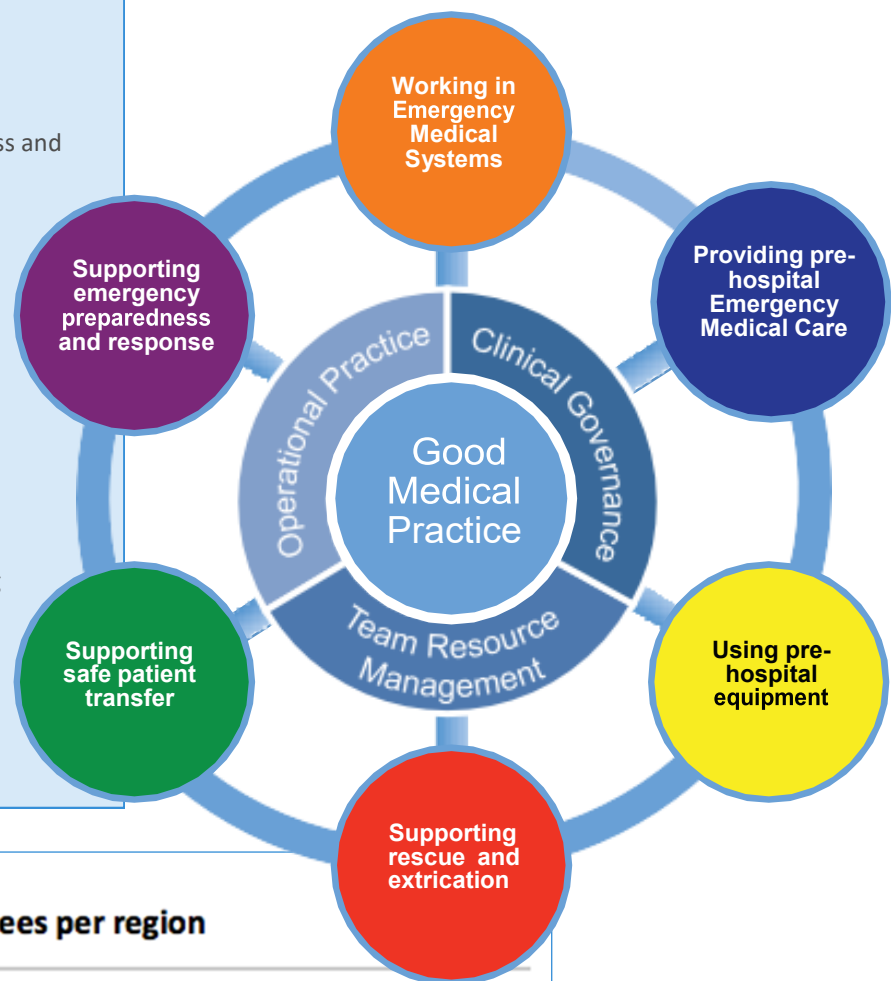 Working in
Emergency
Medical
Systems
ss and
Supporting
emergency
preparedness
and response
Providing pre-
hospital
Emergency
Medical Care
Operational Practice
Clinical Governance
Good
Medical
Practice
Team Resource
Management
Supporting
safe patient
transfer
Using pre-
hospital
equipment
Supporting
rescue and
extrication
ees per region